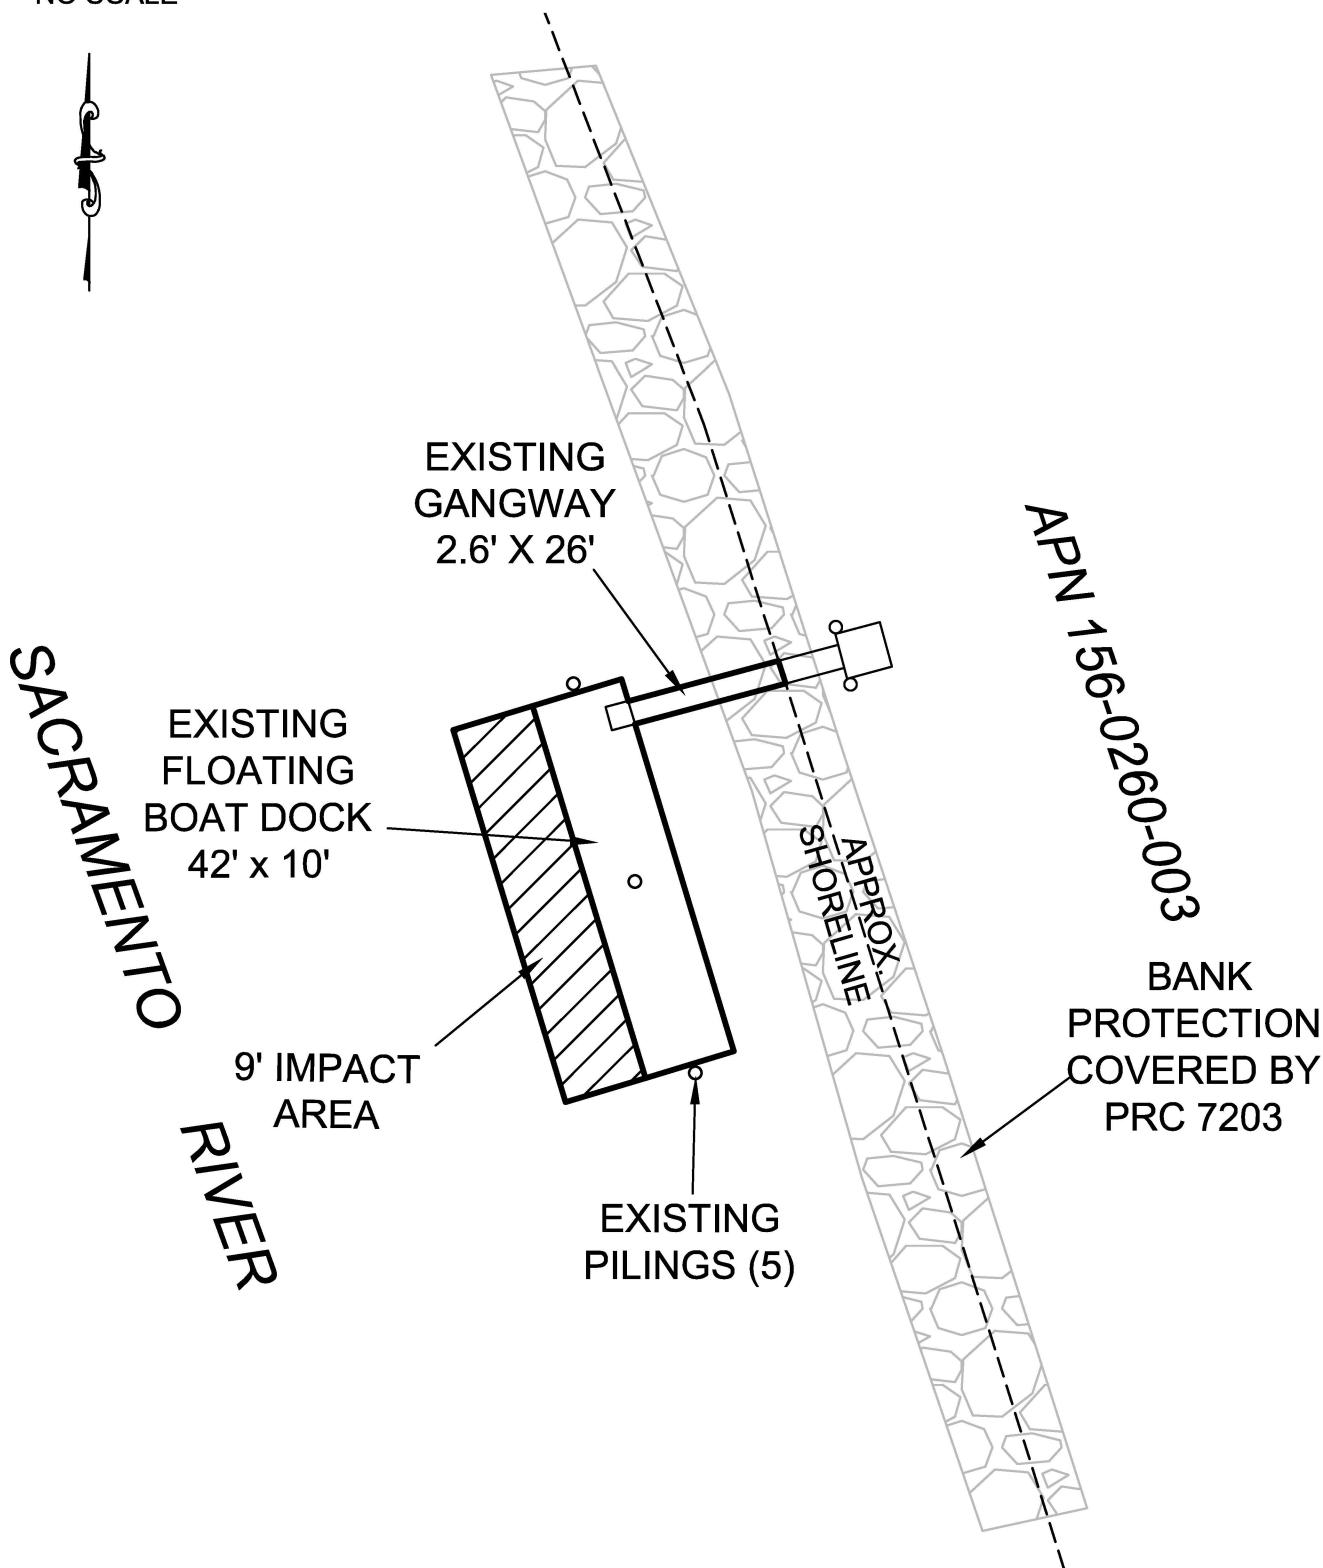 NO SCALE
EXISTING
GANGWAY
2.6' X 26'
APN 156-0260-003
SACRAMENTO
RIVER
EXISTING
FLOATING
BOAT DOCK
42' x 10'
APPROX.
SHORELINE
9' IMPACT
AREA
BANK
PROTECTION
COVERED BY
PRC 7203
EXISTING
PILINGS (5)